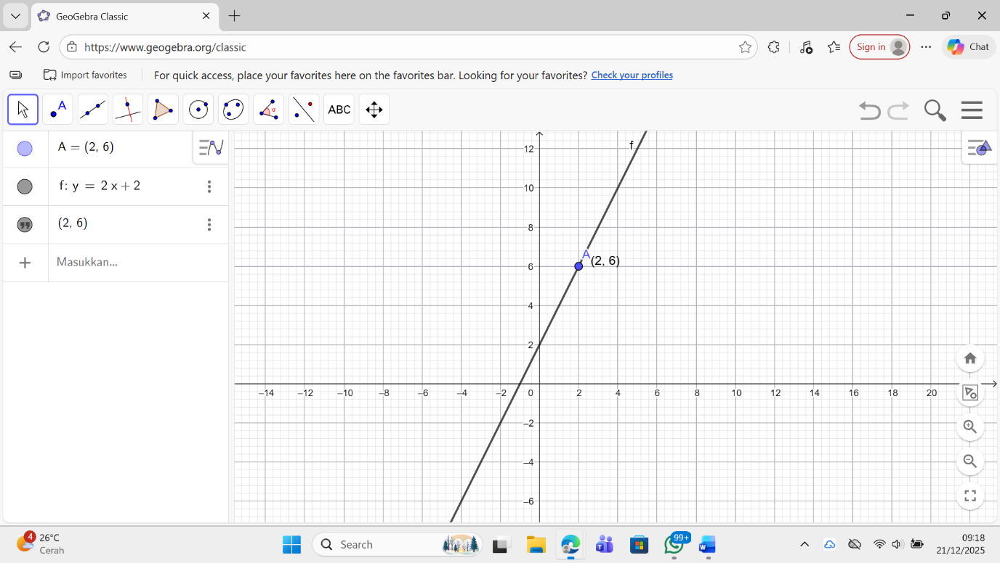 GeoGebra Classic
https://www.geogebra.org/classic
Sign in
Chat
Import favorites
For quick access, place your favorites here on the favorites bar. Looking for your favorites? Check your profiles
A
α
ABC
A = (2, 6)
f: y = 2 x + 2
(2, 6)
Masukkan...
f
A
(2, 6)
12
10
8
6
4
2
0
–2
–4
–6
–14 –12 –10 –8 –6 –4 –2 2 4 6 8 10 12 14 16 18 20
4
26°C
Cerah
Search
99+
09:18
21/12/2025